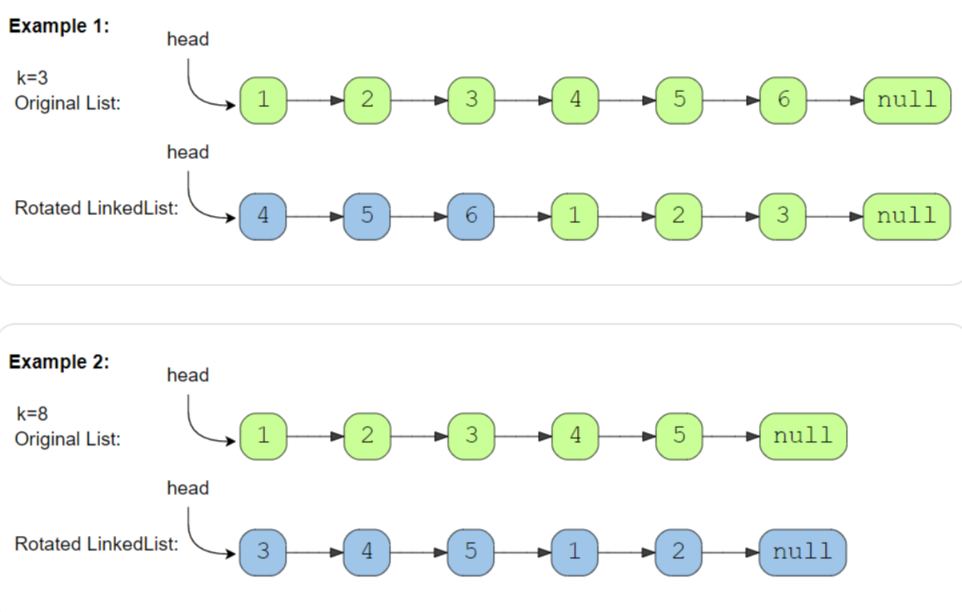 Example 1:
head
k=3
Original List:
1 2 3 4 5 6 null
head
Rotated LinkedList:
4 5 6 1 2 3 null
Example 2:
head
k=8
Original List:
1 2 3 4 5 null
head
Rotated LinkedList:
3 4 5 1 2 null